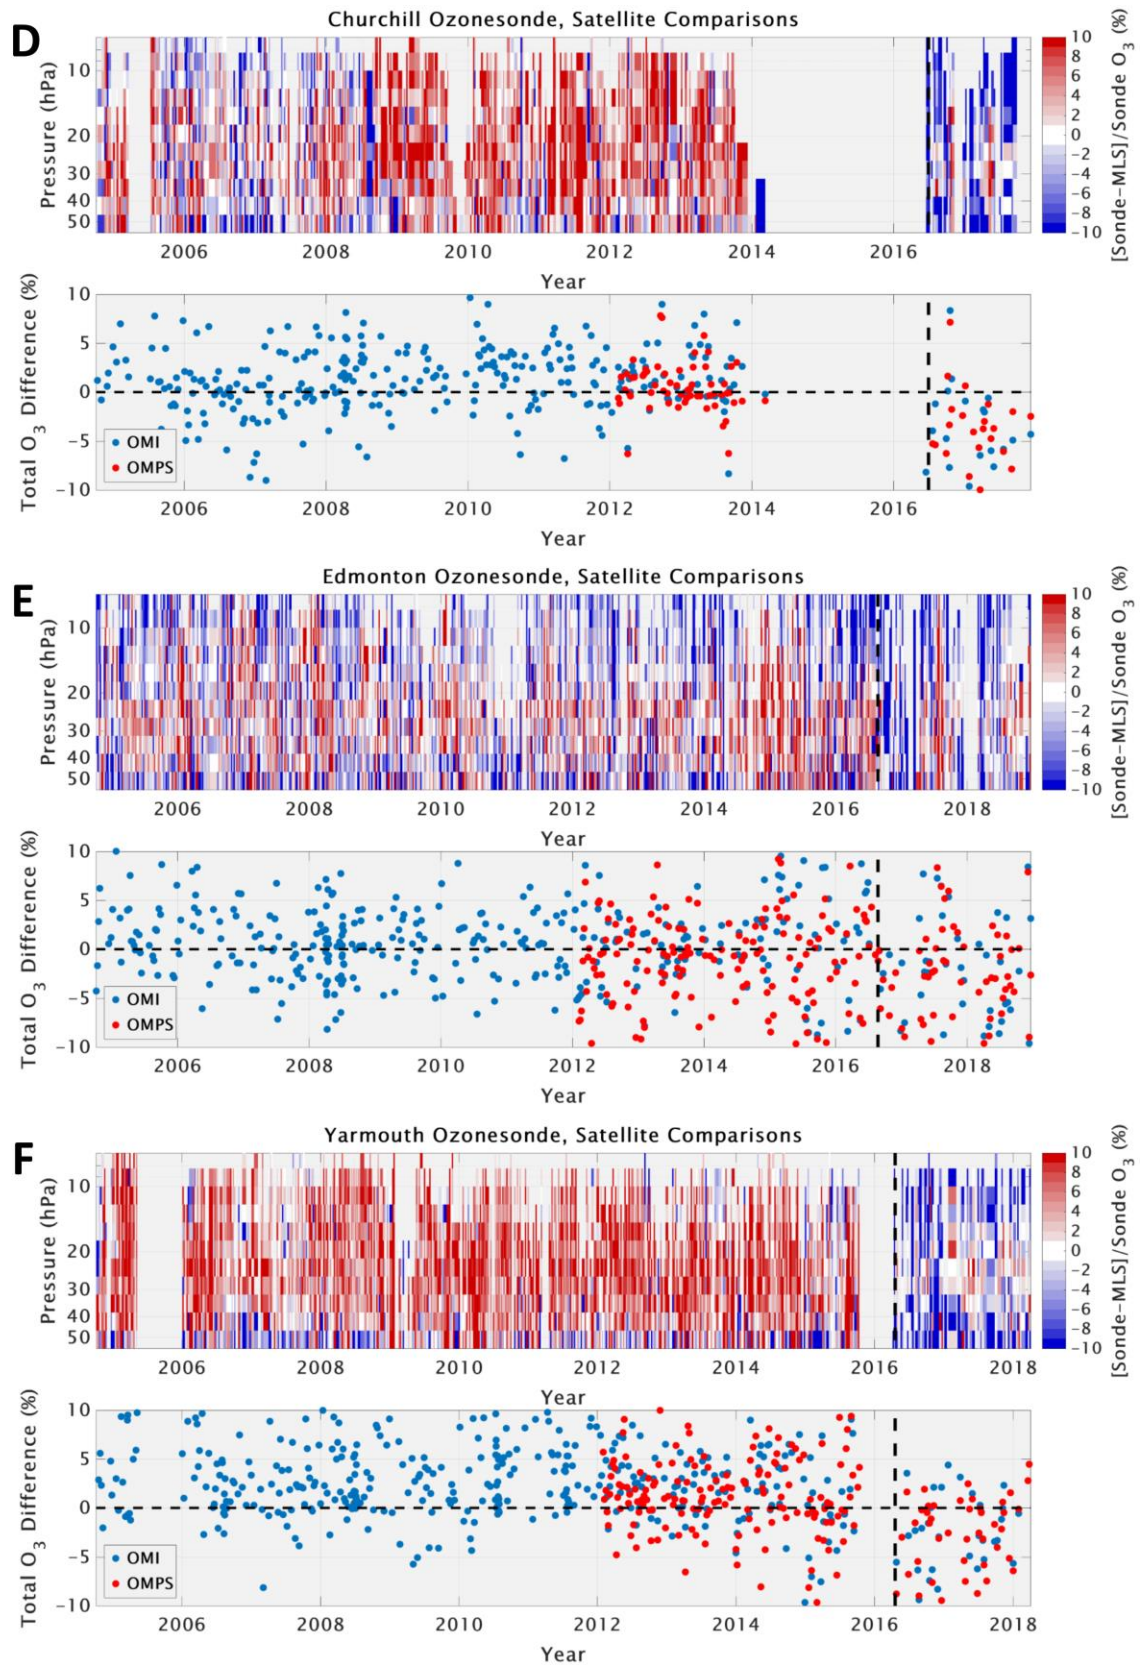 D
Churchill Ozonesonde, Satellite Comparisons
Pressure (hPa)
10
20
30
40
50
2006 2008 2010 2012 2014 2016
Year
10
8
6
4
2
0
−2
−4
−6
−8
−10
[Sonde−MLS]/Sonde O3 (%)
Total O3 Difference (%)
10
5
0
−5
−10
OMI
OMPS
2006 2008 2010 2012 2014 2016
Year
E
Edmonton Ozonesonde, Satellite Comparisons
Pressure (hPa)
10
20
30
40
50
2006 2008 2010 2012 2014 2016 2018
Year
10
8
6
4
2
0
−2
−4
−6
−8
−10
[Sonde−MLS]/Sonde O3 (%)
Total O3 Difference (%)
10
5
0
−5
−10
OMI
OMPS
2006 2008 2010 2012 2014 2016 2018
Year
F
Yarmouth Ozonesonde, Satellite Comparisons
Pressure (hPa)
10
20
30
40
50
2006 2008 2010 2012 2014 2016 2018
Year
10
8
6
4
2
0
−2
−4
−6
−8
−10
[Sonde−MLS]/Sonde O3 (%)
Total O3 Difference (%)
10
5
0
−5
−10
OMI
OMPS
2006 2008 2010 2012 2014 2016 2018
Year